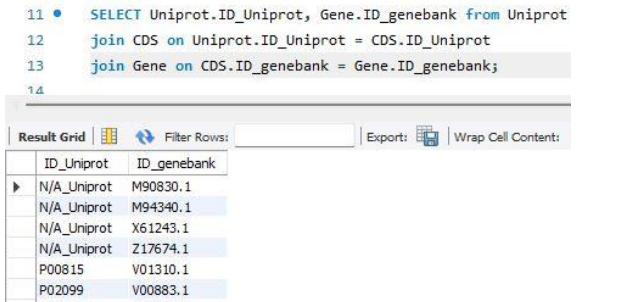 11 SELECT Uniprot.ID_Uniprot, Gene.ID_genebank from Uniprot
12 join CDS on Uniprot.ID_Uniprot = CDS.ID_Uniprot
13 join Gene on CDS.ID_genebank = Gene.ID_genebank;
14
Result Grid Filter Rows: Export: Wrap Cell Content:
ID_Uniprot ID_genebank
N/A_Uniprot M90830.1
N/A_Uniprot M94340.1
N/A_Uniprot X61243.1
N/A_Uniprot Z17674.1
P00815 V01310.1
P02099 V00883.1